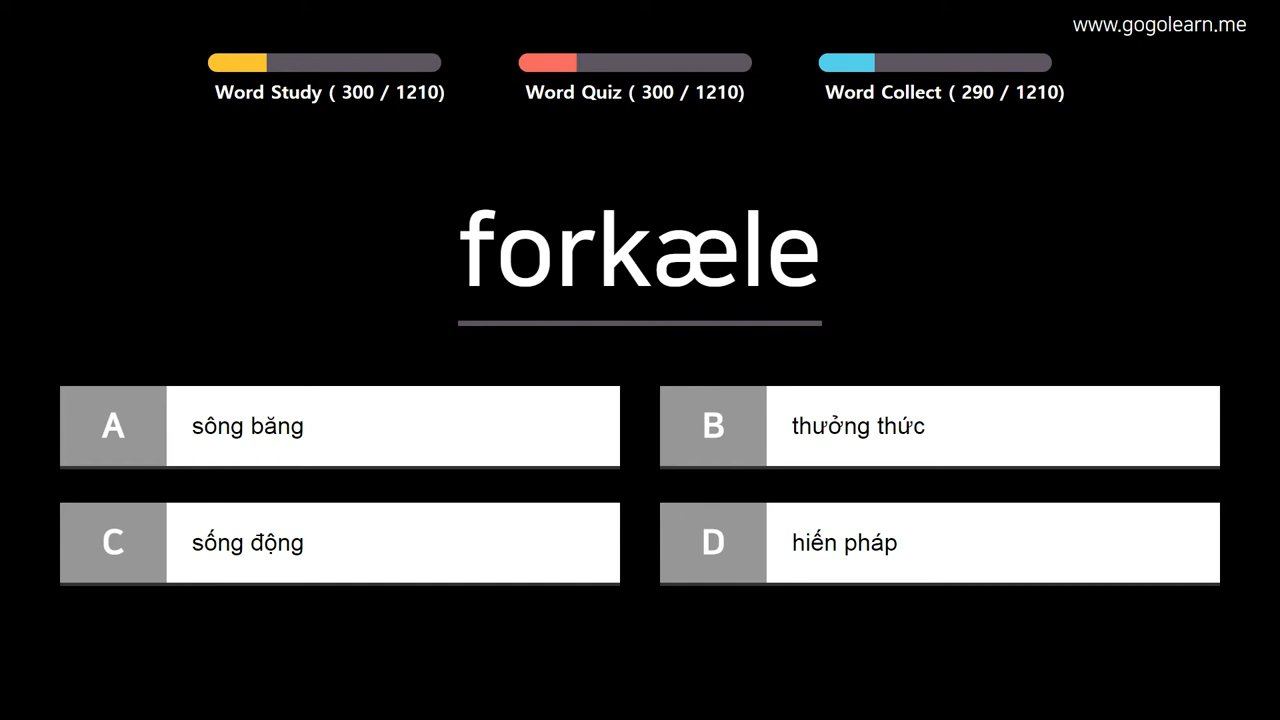 www.gogolearn.me
Word Study ( 300 / 1210)
Word Quiz ( 300 / 1210)
Word Collect ( 290 / 1210)
forkæle
A sông băng
B thưởng thức
C sống động
D hiến pháp